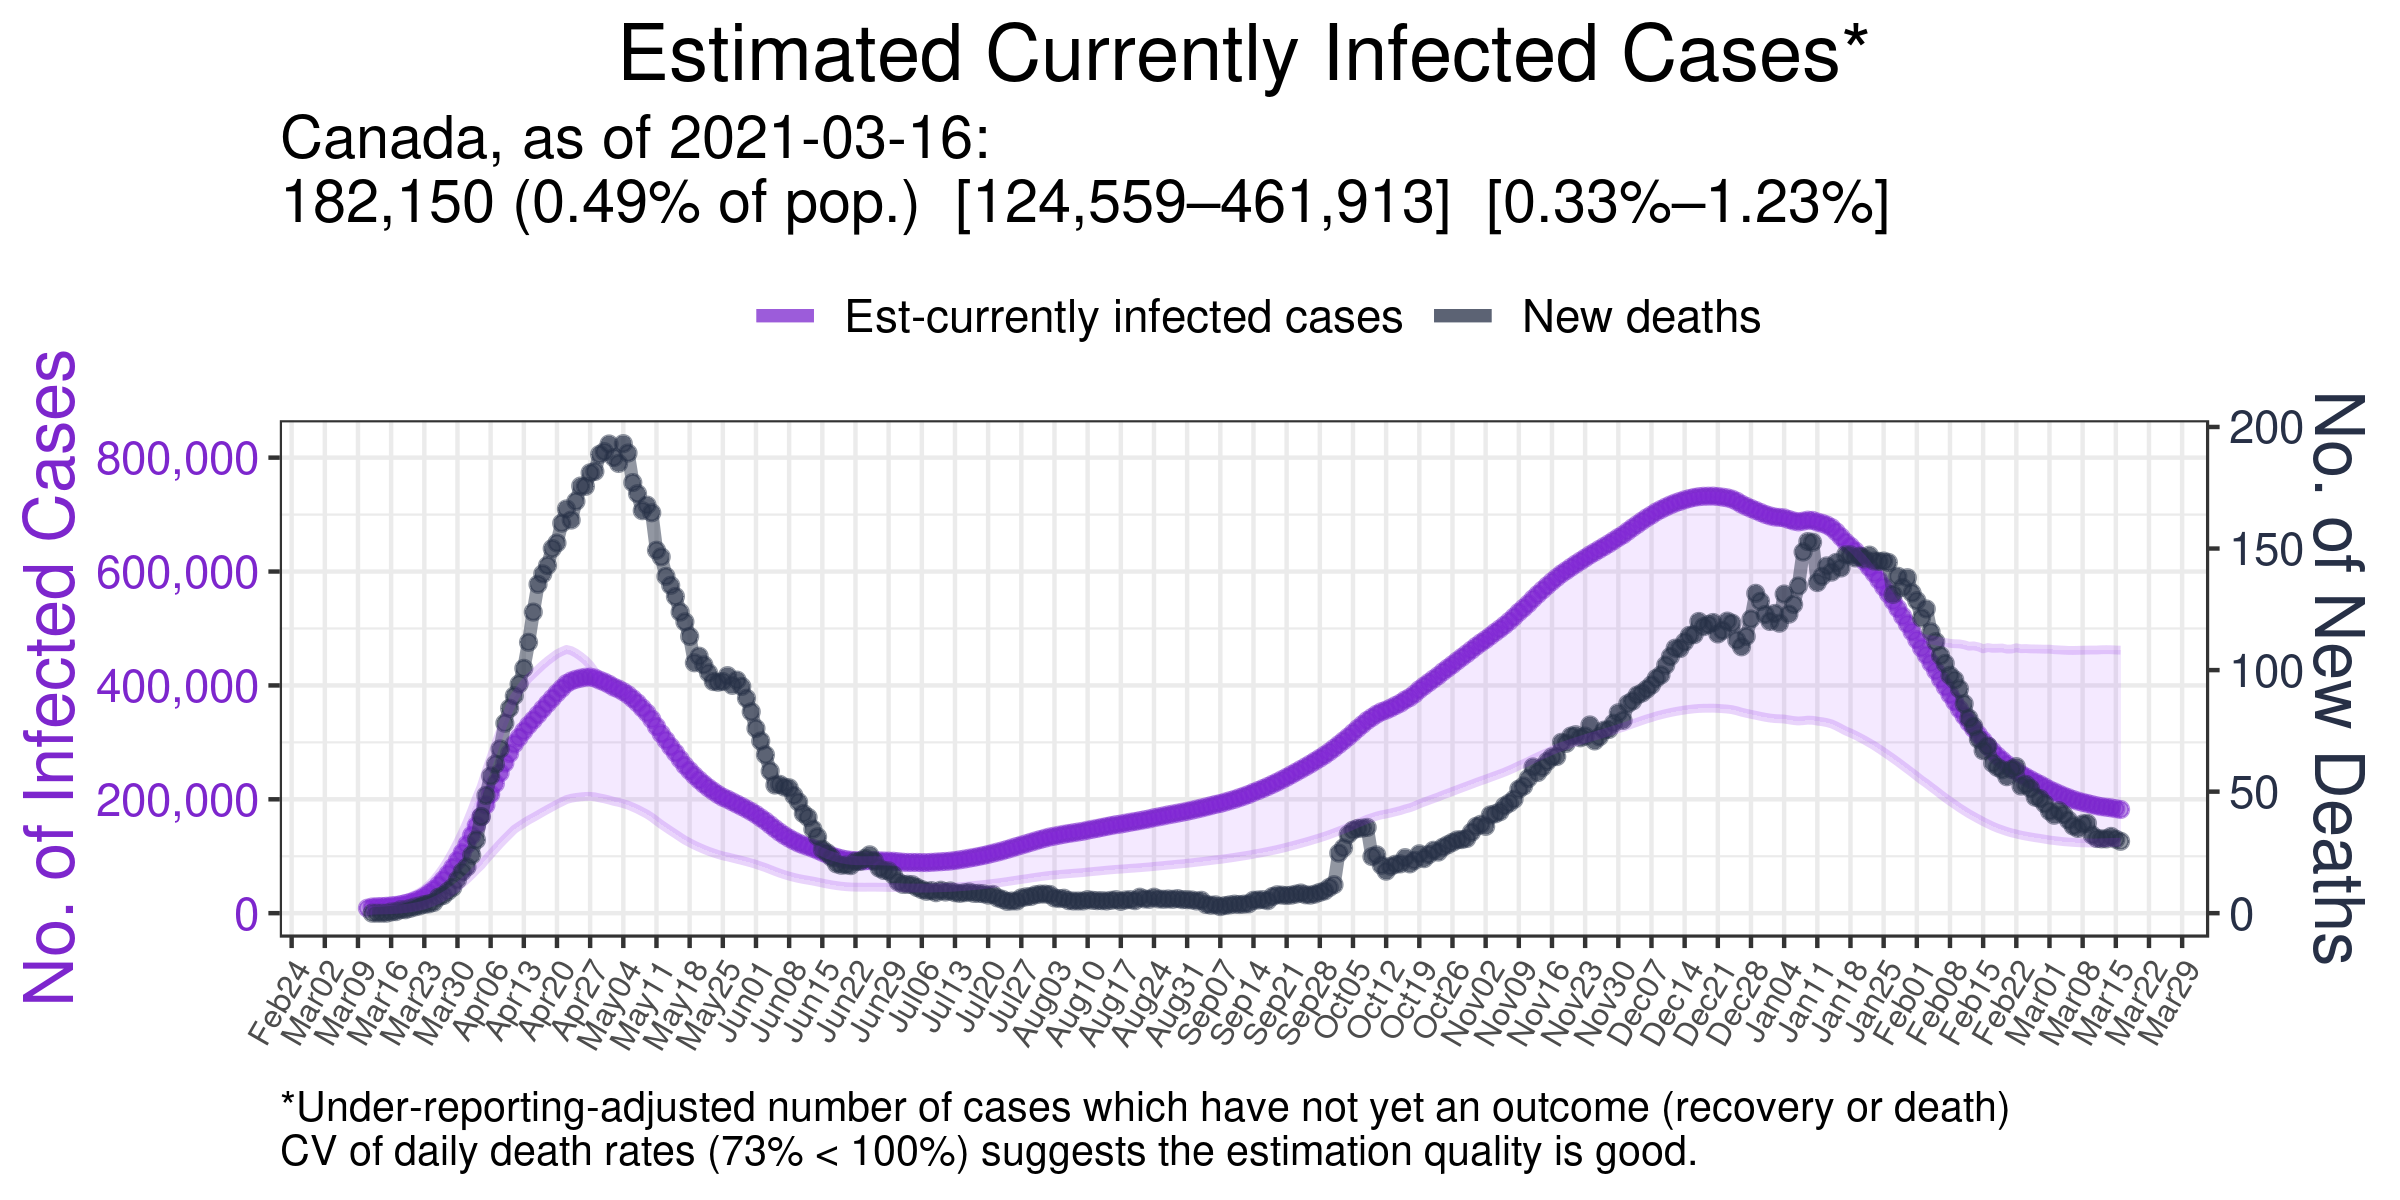 Estimated Currently Infected Cases*
Canada, as of 2021-03-16:
182,150 (0.49% of pop.)  [124,559–461,913]  [0.33%–1.23%]
Est-currently infected cases
New deaths
No. of Infected Cases
800,000
600,000
400,000
200,000
0
No. of New Deaths
200
150
100
50
0
Feb24
Mar02
Mar09
Mar16
Mar23
Mar30
Apr06
Apr13
Apr20
Apr27
May04
May11
May18
May25
Jun01
Jun08
Jun15
Jun22
Jun29
Jul06
Jul13
Jul20
Jul27
Aug03
Aug10
Aug17
Aug24
Aug31
Sep07
Sep14
Sep21
Sep28
Oct05
Oct12
Oct19
Oct26
Nov02
Nov09
Nov16
Nov23
Nov30
Dec07
Dec14
Dec21
Dec28
Jan04
Jan11
Jan18
Jan25
Feb01
Feb08
Feb15
Feb22
Mar01
Mar08
Mar15
Mar22
Mar29
*Under-reporting-adjusted number of cases which have not yet an outcome (recovery or death)
CV of daily death rates (73% < 100%) suggests the estimation quality is good.